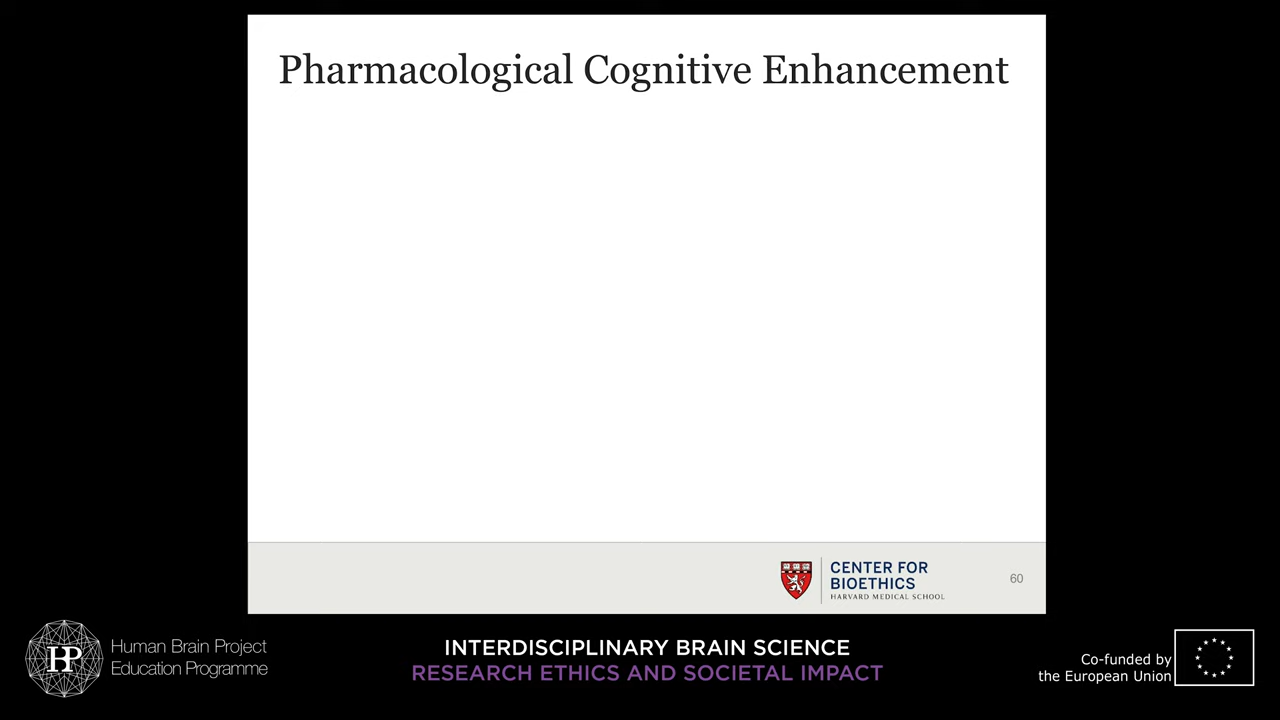 Pharmacological Cognitive Enhancement
CENTER FOR
BIOETHICS
HARVARD MEDICAL SCHOOL
60
HP
Human Brain Project
Education Programme
INTERDISCIPLINARY BRAIN SCIENCE
RESEARCH ETHICS AND SOCIETAL IMPACT
Co-funded by
the European Union